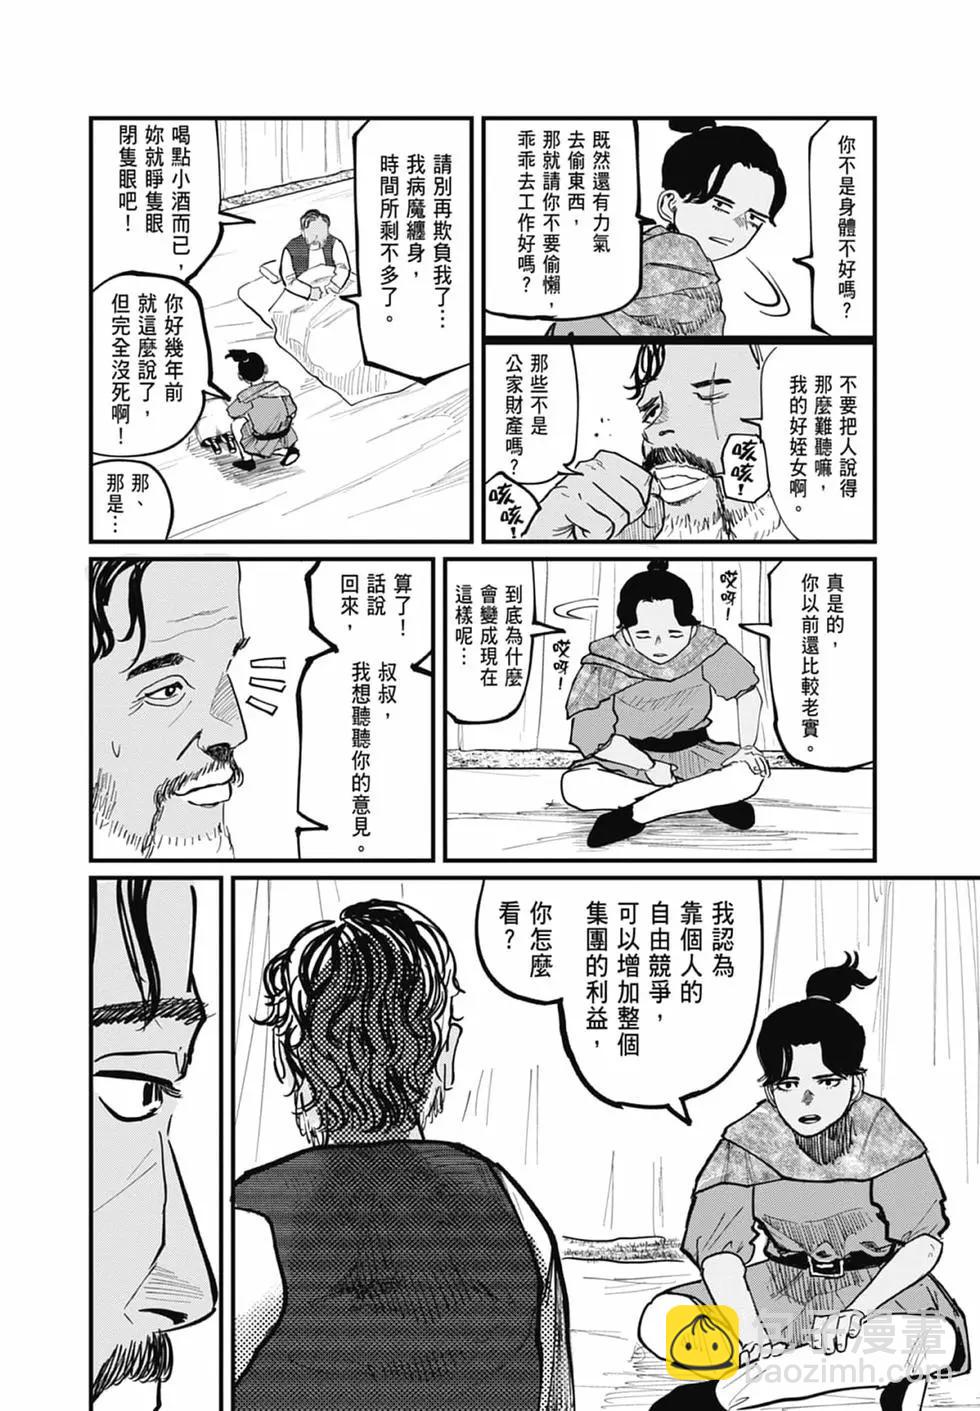 你不是身體不好嗎？
既然還有力氣
去偷東西，
那就請你不要偷懶，
乖乖去工作好嗎？
請別再欺負我了…
我病魔纏身，
時間所剩不多了。
喝點小酒而已，
妳就睜隻眼
閉隻眼吧！
你好幾年前
就這麼說了，
但完全沒死啊！
那、
那是…
不要把人說得
那麼難聽嘛，
我的好姪女啊。
咳咳！
那些不是
公家財產嗎？
咳咳！
真是的，
你以前還比較老實。
哎呀！
哎呀！
到底為什麼
會變成現在
這樣呢…
算了！
話說
回來，
叔叔，
我想聽聽你的意見。
我認為
靠個人的
自由競爭，
可以增加整個
集團的利益，
你怎麼
看？
包子漫畫
baozimh.com